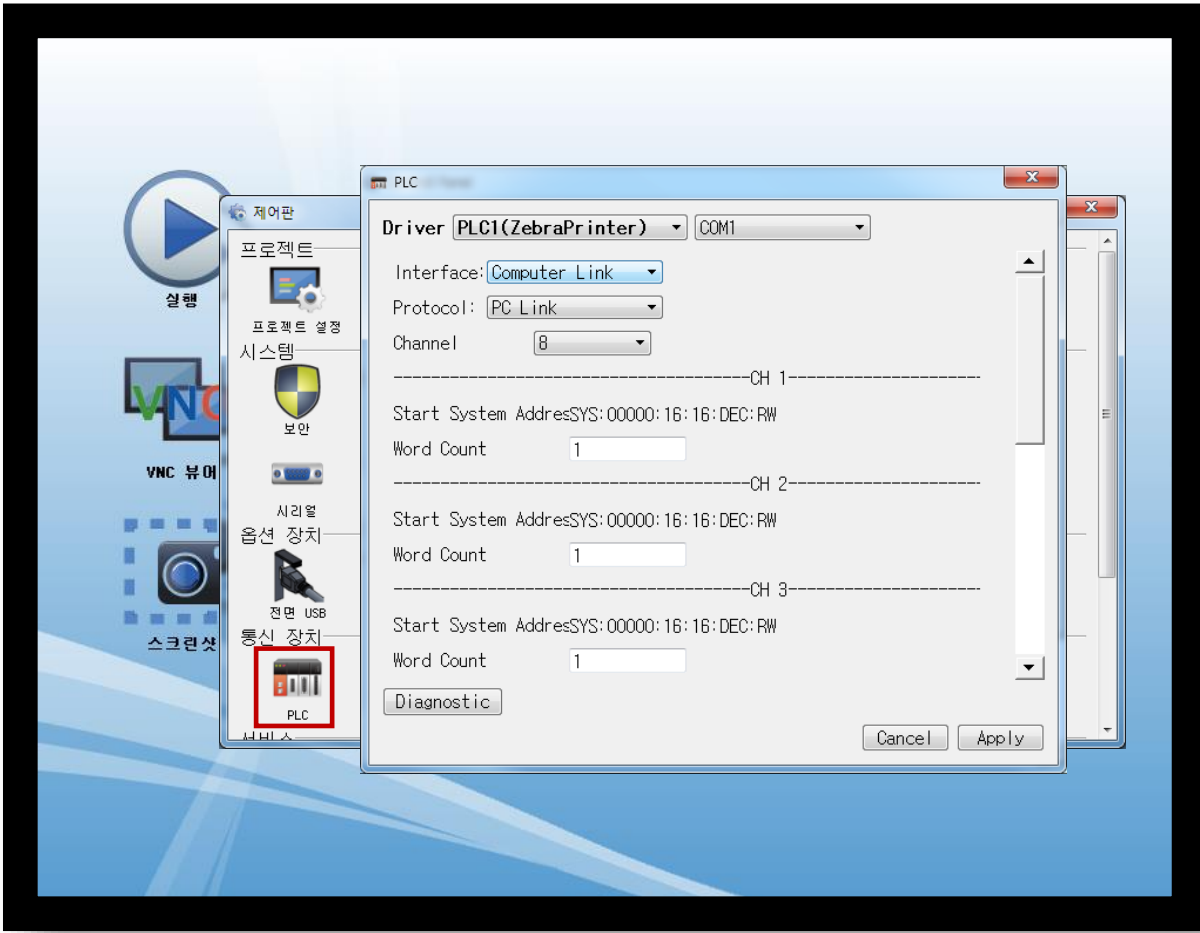 실행
VNC
VNC 뷰어
스크린샷
제어판
프로젝트
프로젝트 설정
시스템
보안
시리얼
옵션 장치
전면 USB
통신 장치
PLC
서비스
PLC
Driver PLC1(ZebraPrinter) COM1
Interface: Computer Link
Protocol: PC Link
Channel 8
CH 1
Start System AddresSYS:00000:16:16:DEC:RW
Word Count 1
CH 2
Start System AddresSYS:00000:16:16:DEC:RW
Word Count 1
CH 3
Start System AddresSYS:00000:16:16:DEC:RW
Word Count 1
Diagnostic
Cancel Apply